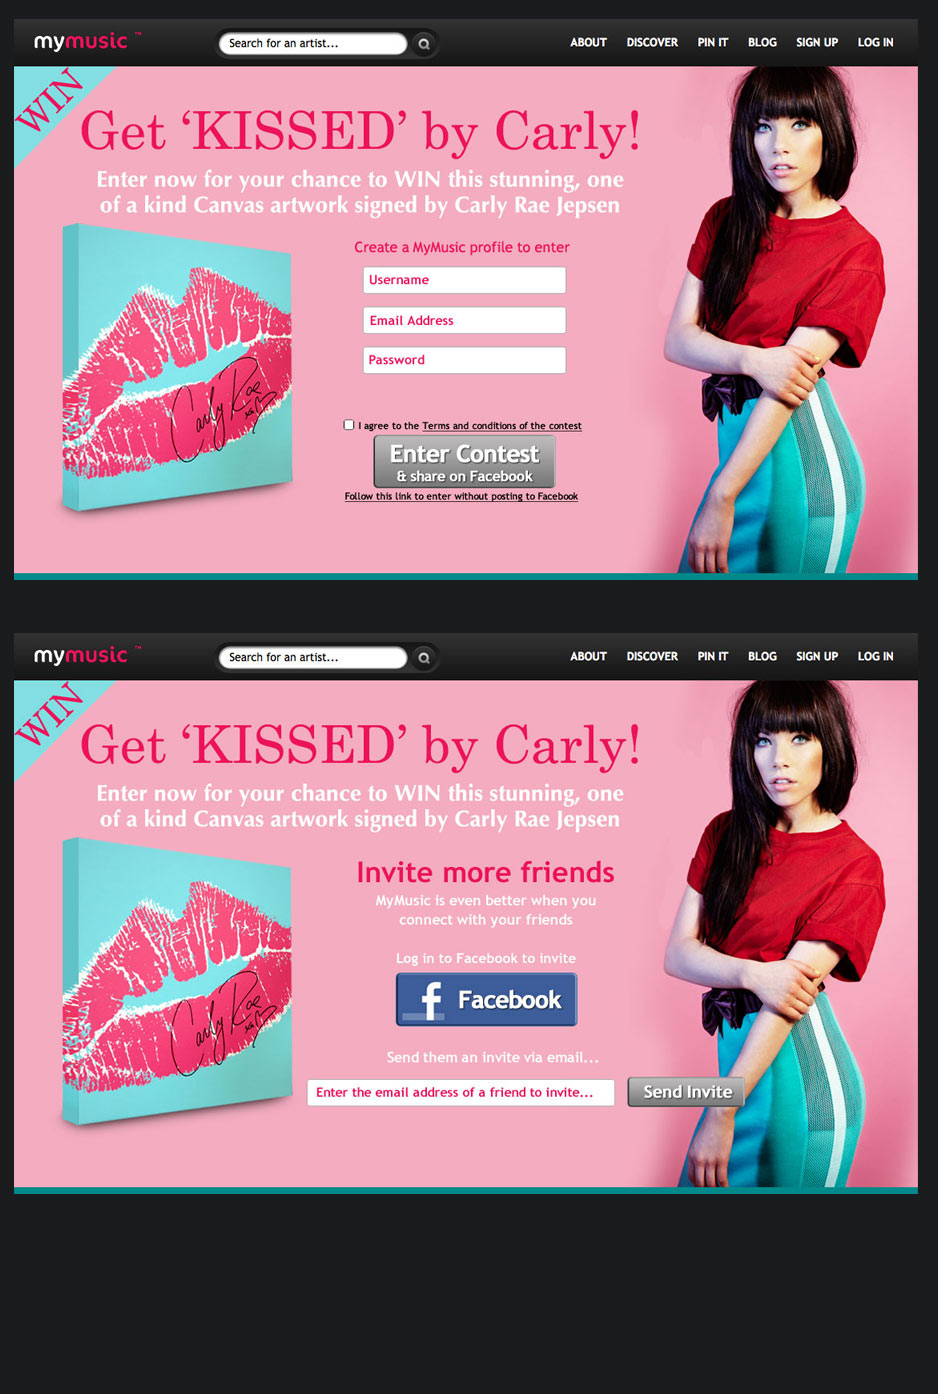 mymusic ™
Search for an artist...
ABOUT DISCOVER PIN IT BLOG SIGN UP LOG IN
WIN
Get ‘KISSED’ by Carly!
Enter now for your chance to WIN this stunning, one
of a kind Canvas artwork signed by Carly Rae Jepsen
Create a MyMusic profile to enter
Username
Email Address
Password
Carly Rae
xo
I agree to the Terms and conditions of the contest
Enter Contest
& share on Facebook
Follow this link to enter without posting to Facebook
mymusic ™
Search for an artist...
ABOUT DISCOVER PIN IT BLOG SIGN UP LOG IN
WIN
Get ‘KISSED’ by Carly!
Enter now for your chance to WIN this stunning, one
of a kind Canvas artwork signed by Carly Rae Jepsen
Invite more friends
MyMusic is even better when you
connect with your friends
Log in to Facebook to invite
f Facebook
Carly Rae
xo
Send them an invite via email...
Enter the email address of a friend to invite...
Send Invite